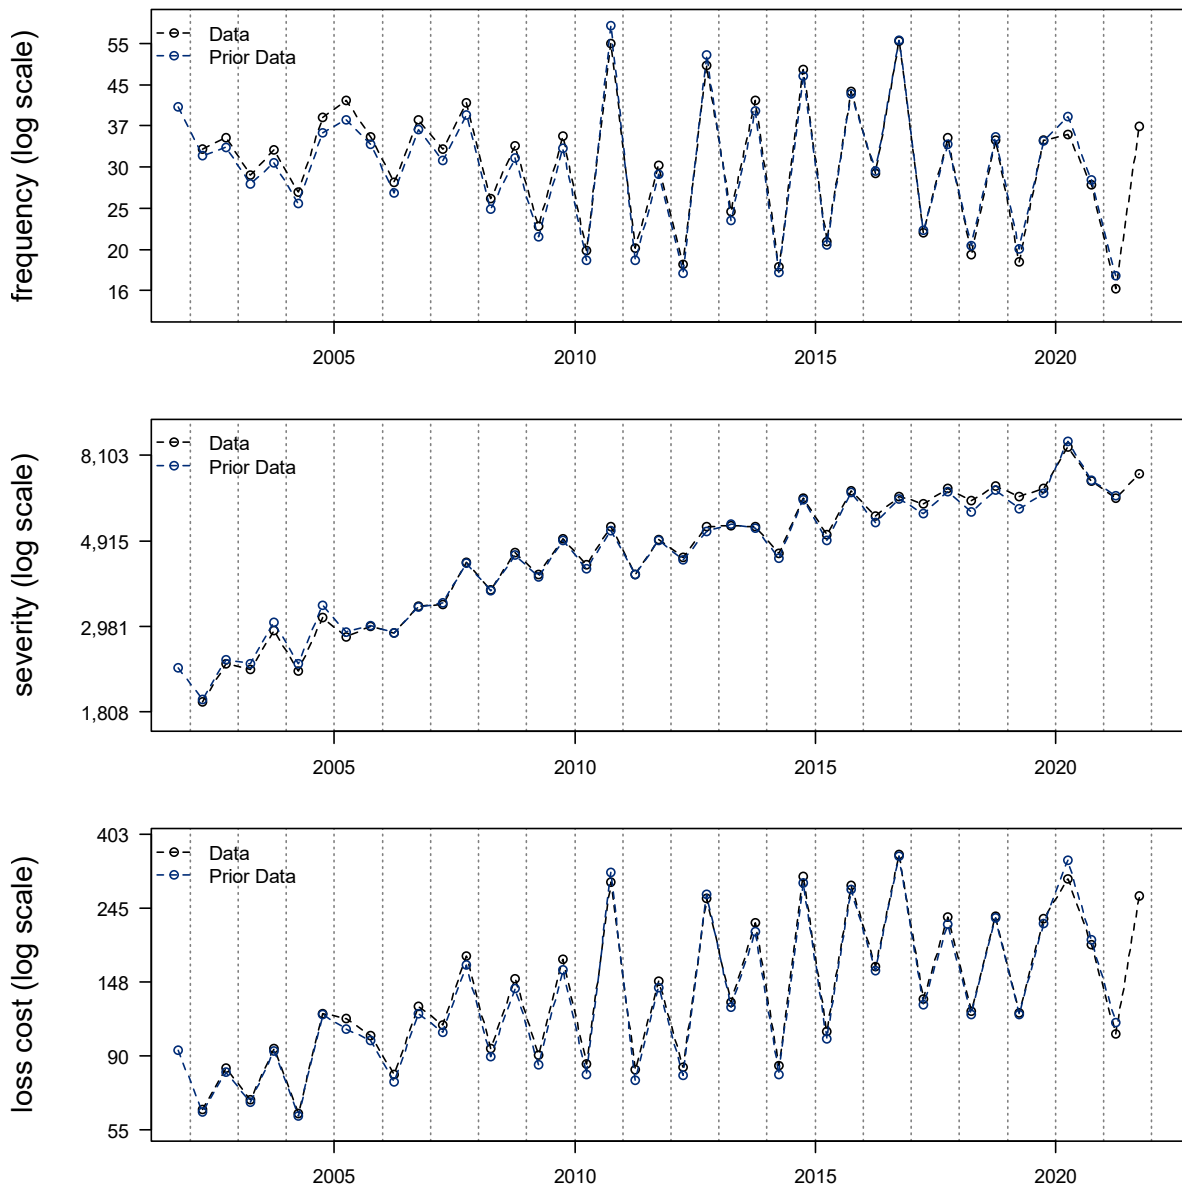 frequency (log scale)
Data
Prior Data
55
45
37
30
25
20
16
2005 2010 2015 2020
severity (log scale)
Data
Prior Data
8,103
4,915
2,981
1,808
2005 2010 2015 2020
loss cost (log scale)
Data
Prior Data
403
245
148
90
55
2005 2010 2015 2020